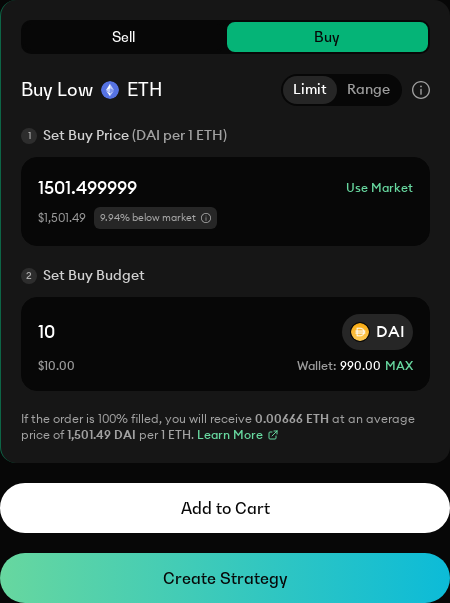 Sell
Buy
Buy Low ETH
Limit
Range
1 Set Buy Price (DAI per 1 ETH)
1501.499999
Use Market
$1,501.49
9.94% below market
2 Set Buy Budget
10
DAI
$10.00
Wallet: 990.00 MAX
If the order is 100% filled, you will receive 0.00666 ETH at an average
price of 1,501.49 DAI per 1 ETH. Learn More
Add to Cart
Create Strategy